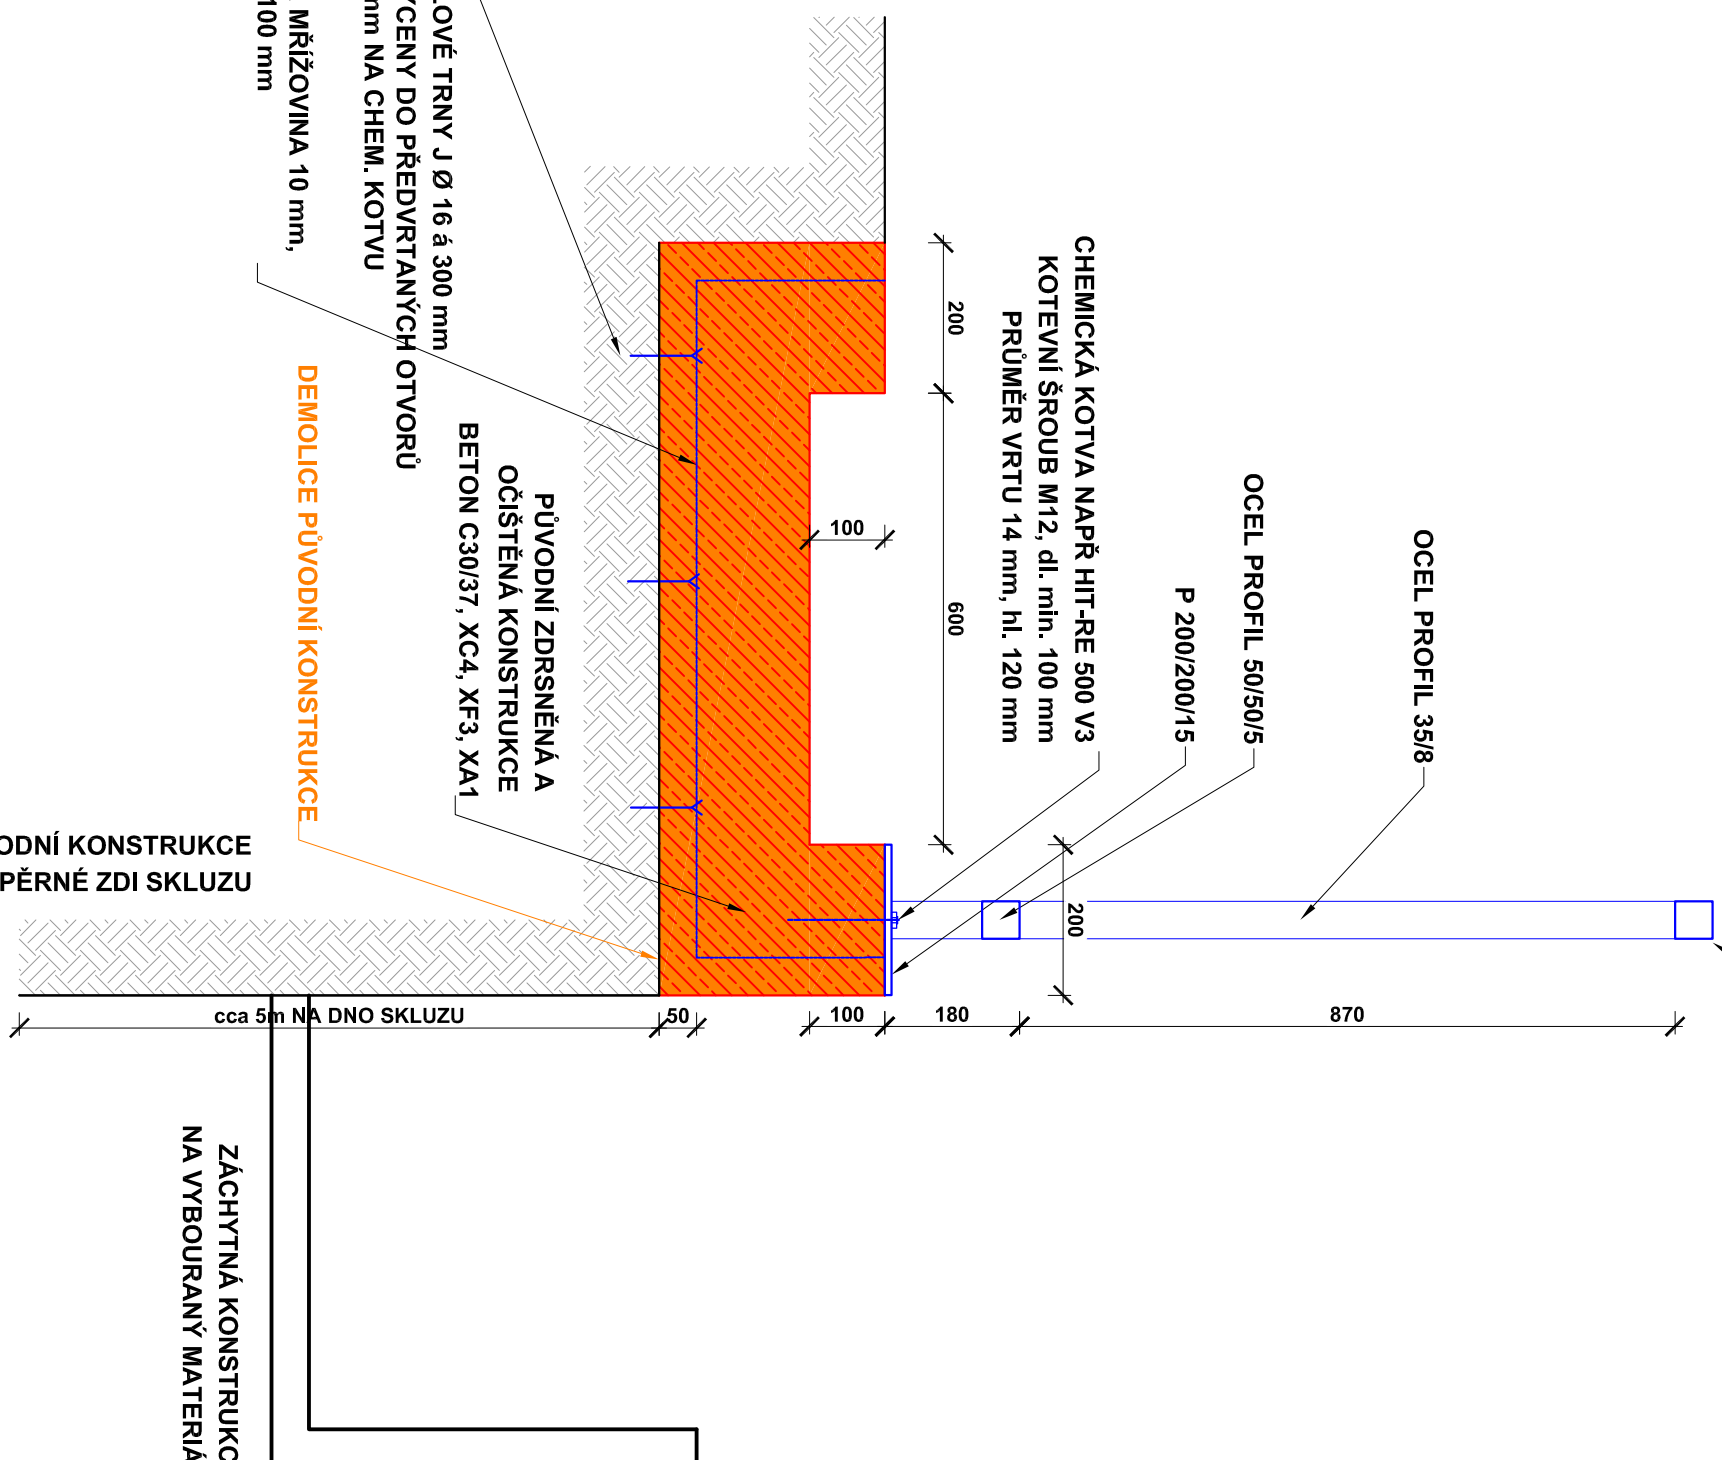 OCEL PROFIL 35/8
OCEL PROFIL 50/50/5
P 200/200/15
CHEMICKÁ KOTVA NAPŘ HIT-RE 500 V3
KOTEVNÍ ŠROUB M12, dl. min. 100 mm
PRŮMĚR VRTU 14 mm, hl. 120 mm
200
600
100
200
PŮVODNÍ ZDRSNĚNÁ A
OČIŠTĚNÁ KONSTRUKCE
BETON C30/37, XC4, XF3, XA1
LOVÉ TRNY J Ø 16 á 300 mm
CENY DO PŘEDVRTANÝCH OTVORŮ
mm NA CHEM. KOTVU
MŘÍŽOVINA 10 mm,
100 mm
DEMOLICE PŮVODNÍ KONSTRUKCE
ODNÍ KONSTRUKCE
PĚRNÉ ZDI SKLUZU
cca 5m NA DNO SKLUZU
50
100
180
870
ZÁCHYTNÁ KONSTRUKC
NA VYBOURANÝ MATERIÁ